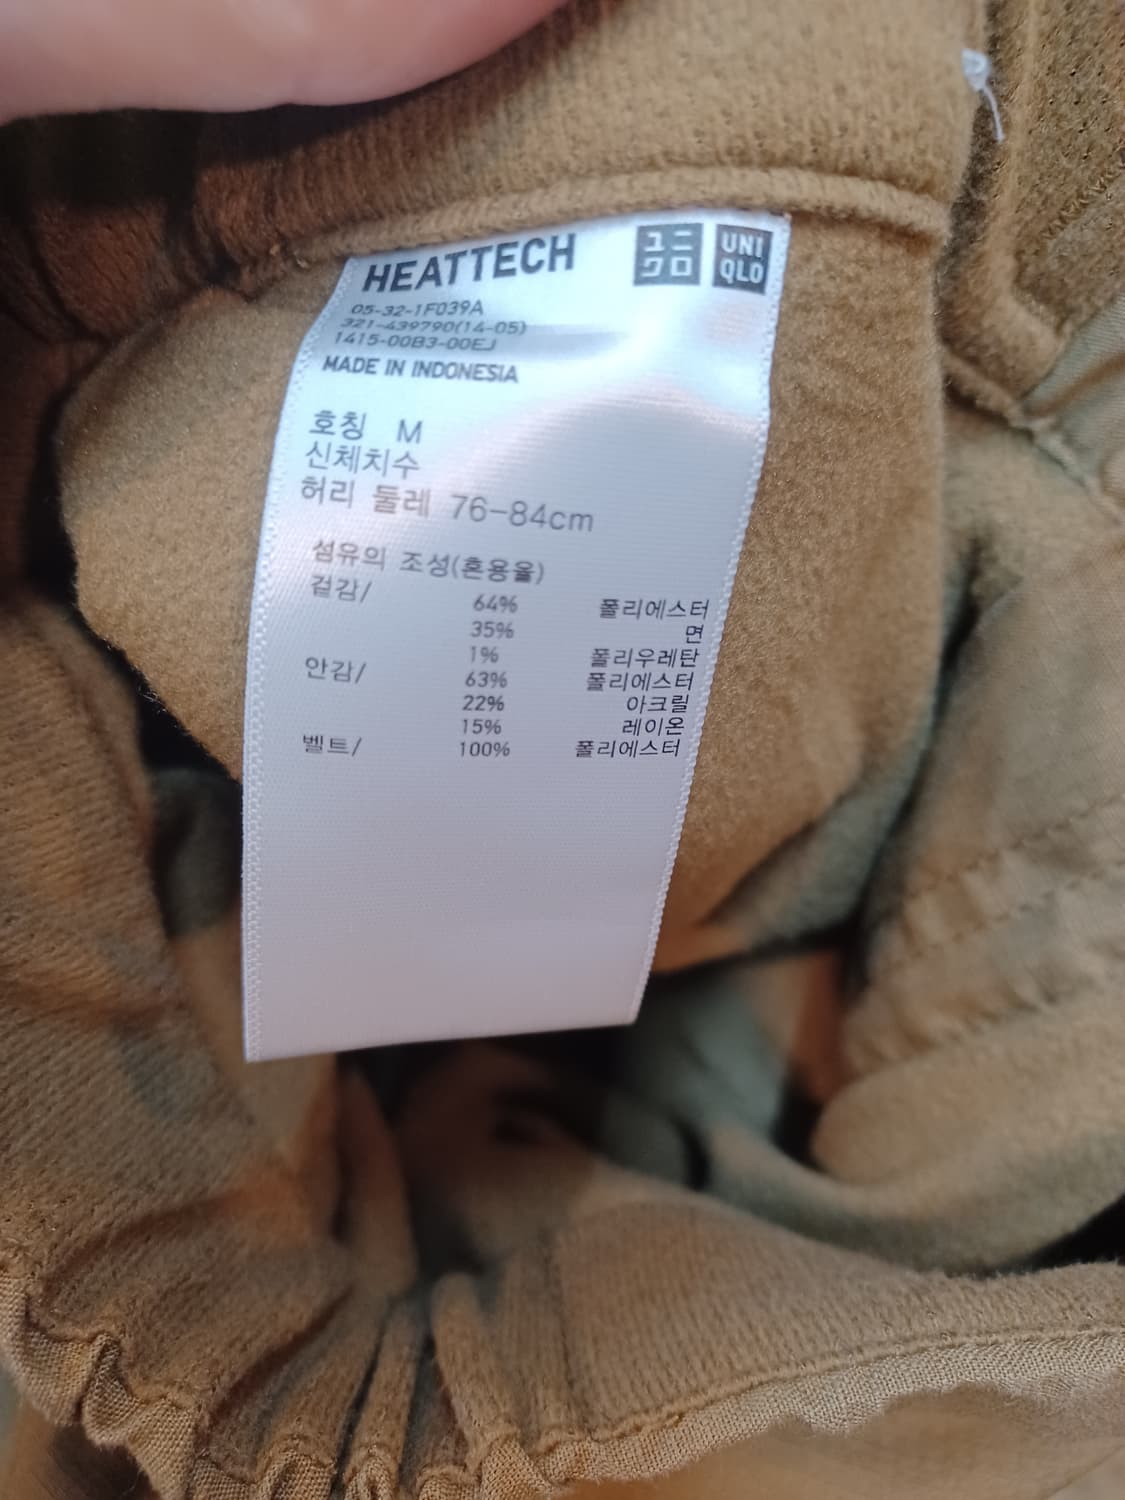 HEATTECH
ユニ
クロ
UNI
QLO
05-32-1F039A
321-439790(14-05)
1415-00B3-00EJ
MADE IN INDONESIA
호칭 M
신체치수
허리 둘레 76-84cm
섬유의 조성(혼용율)
겉감/ 64% 폴리에스터
35% 면
1% 폴리우레탄
안감/ 63% 폴리에스터
22% 아크릴
15% 레이온
벨트/ 100% 폴리에스터